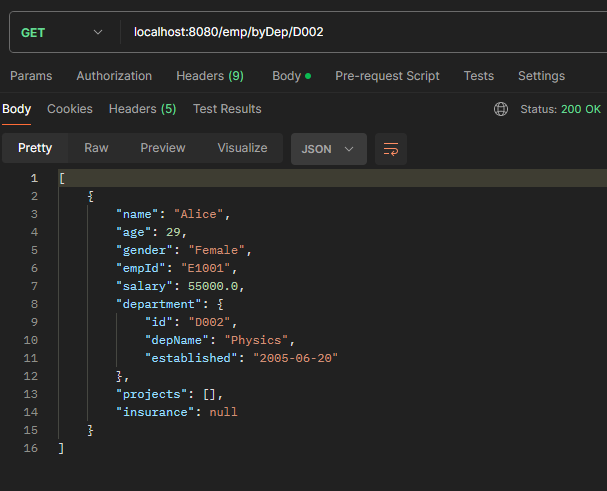 GET localhost:8080/emp/byDep/D002
Params Authorization Headers (9) Body Pre-request Script Tests Settings
Body Cookies Headers (5) Test Results Status: 200 OK
Pretty Raw Preview Visualize JSON
1 [
2 {
3 "name": "Alice",
4 "age": 29,
5 "gender": "Female",
6 "empId": "E1001",
7 "salary": 55000.0,
8 "department": {
9 "id": "D002",
10 "depName": "Physics",
11 "established": "2005-06-20"
12 },
13 "projects": [],
14 "insurance": null
15 }
16 ]